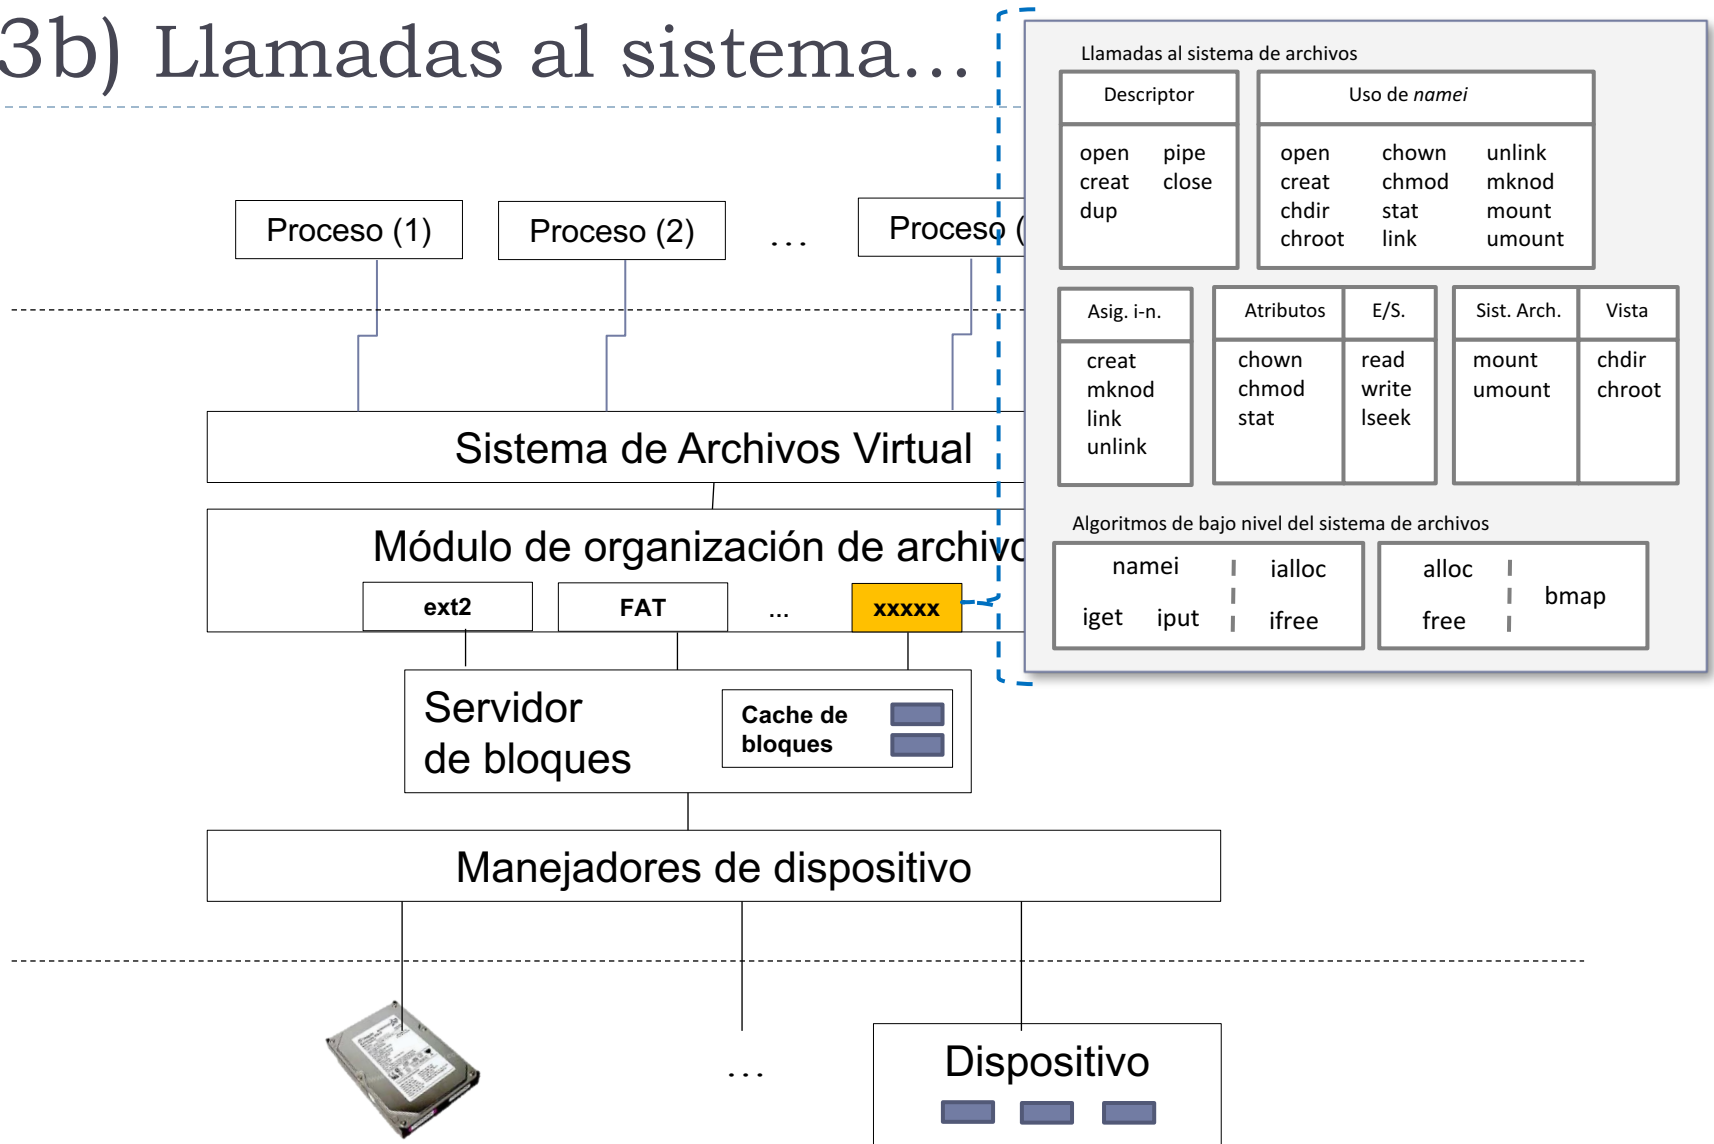 3b) Llamadas al sistema...
Proceso (1)
Proceso (2)
...
Proceso (
Sistema de Archivos Virtual
Módulo de organización de archivo
ext2
FAT
...
xxxxx
Servidor
de bloques
Cache de
bloques
Manejadores de dispositivo
...
Dispositivo
Llamadas al sistema de archivos
Descriptor
open pipe
creat close
dup
Uso de namei
open chown unlink
creat chmod mknod
chdir stat mount
chroot link umount
Asig. i-n.
creat
mknod
link
unlink
Atributos
chown
chmod
stat
E/S.
read
write
lseek
Sist. Arch.
mount
umount
Vista
chdir
chroot
Algoritmos de bajo nivel del sistema de archivos
namei ialloc
iget iput ifree
alloc
free
bmap